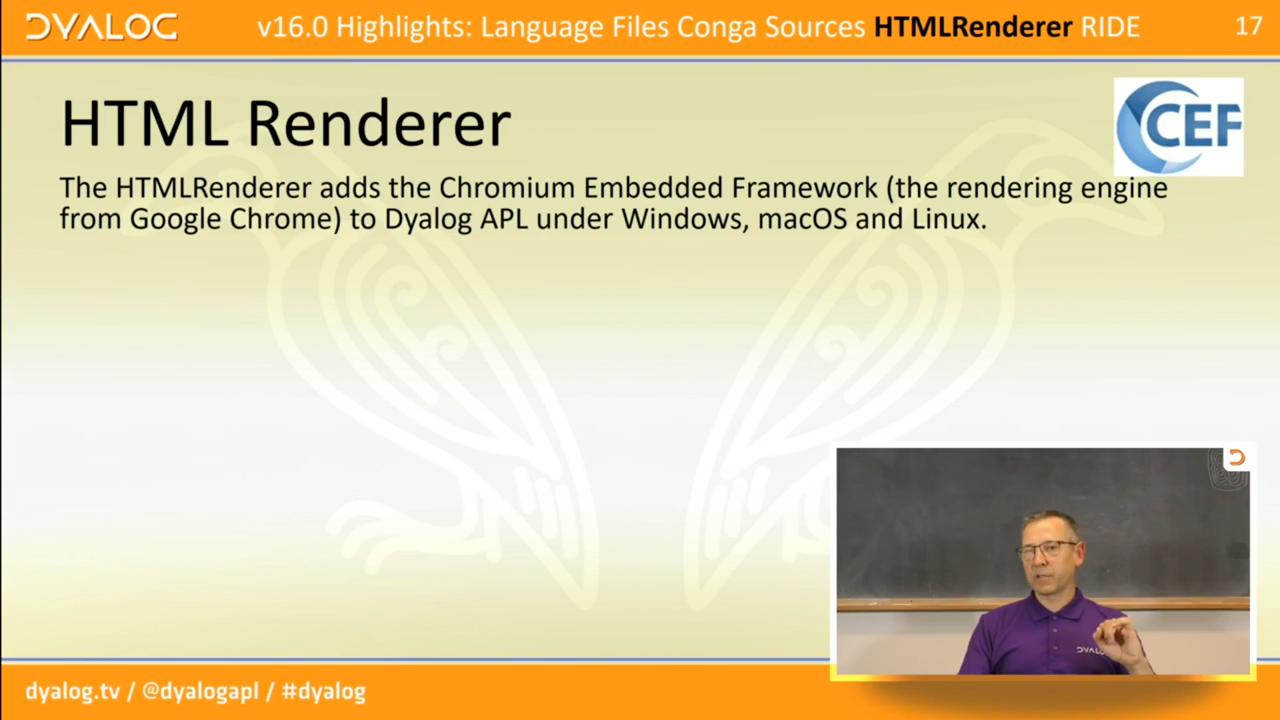 DYALOG
v16.0 Highlights: Language Files Conga Sources HTMLRenderer RIDE
17
HTML Renderer
CEF
The HTMLRenderer adds the Chromium Embedded Framework (the rendering engine
from Google Chrome) to Dyalog APL under Windows, macOS and Linux.
DYALOG
dyalog.tv / @dyalogapl / #dyalog